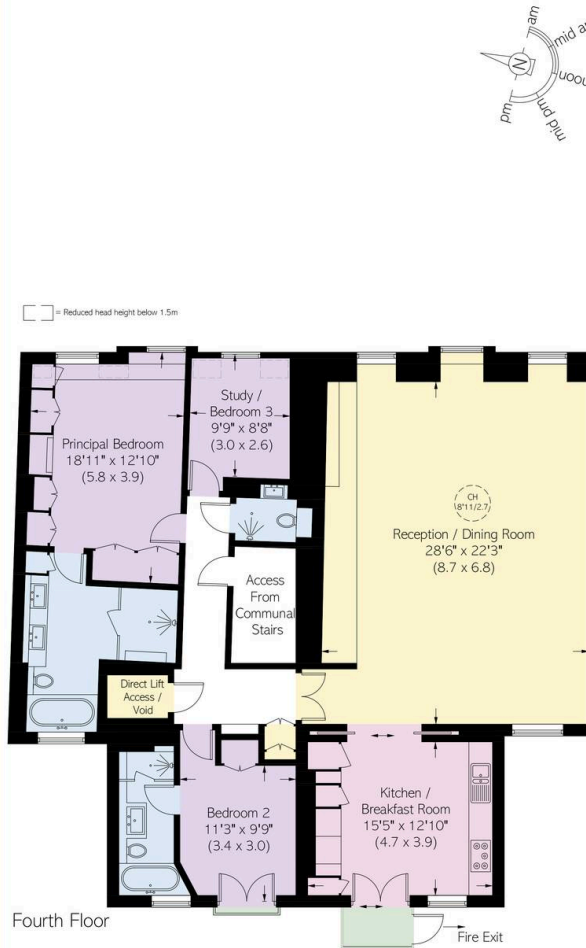 am
mid am
noon
mid pm
pm
N
= Reduced head height below 1.5m
Principal Bedroom
18'11" x 12'10"
(5.8 x 3.9)
Study /
Bedroom 3
9'9" x 8'8"
(3.0 x 2.6)
CH
8'11/2.7
Reception / Dining Room
28'6" x 22'3"
(8.7 x 6.8)
Access
From
Communal
Stairs
Direct Lift
Access /
Void
Bedroom 2
11'3" x 9'9"
(3.4 x 3.0)
Kitchen /
Breakfast Room
15'5" x 12'10"
(4.7 x 3.9)
Fourth Floor
Fire Exit